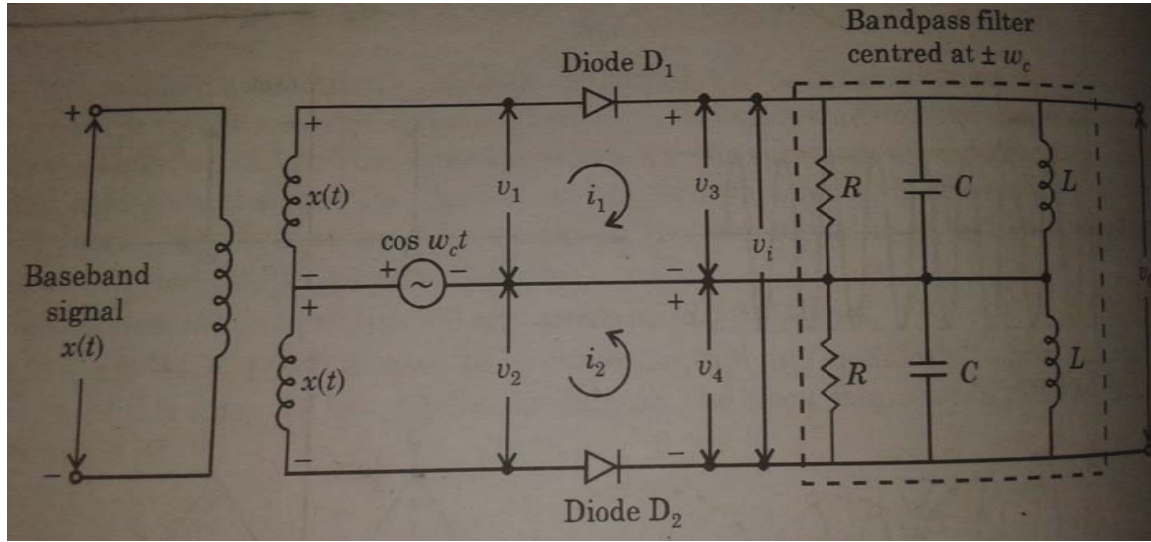 Bandpass filter
centred at ± w_c
Diode D₁
+
+
+
x(t)
v₁
i₁
v₃
v_i
R
C
L
cos w_c t
Baseband
signal
x(t)
−
+
−
−
+
+
x(t)
v₂
i₂
v₄
R
C
L
−
−
−
Diode D₂